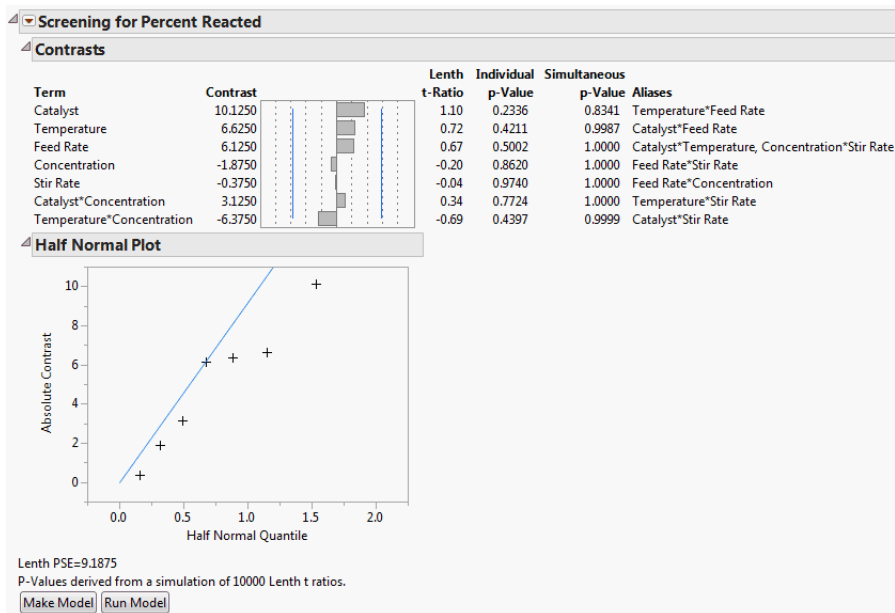 Screening for Percent Reacted
Contrasts
Lenth Individual Simultaneous
Term Contrast t-Ratio p-Value p-Value Aliases
Catalyst 10.1250 1.10 0.2336 0.8341 Temperature*Feed Rate
Temperature 6.6250 0.72 0.4211 0.9987 Catalyst*Feed Rate
Feed Rate 6.1250 0.67 0.5002 1.0000 Catalyst*Temperature, Concentration*Stir Rate
Concentration -1.8750 -0.20 0.8620 1.0000 Feed Rate*Stir Rate
Stir Rate -0.3750 -0.04 0.9740 1.0000 Feed Rate*Concentration
Catalyst*Concentration 3.1250 0.34 0.7724 1.0000 Temperature*Stir Rate
Temperature*Concentration -6.3750 -0.69 0.4397 0.9999 Catalyst*Stir Rate
Half Normal Plot
10
8
6
4
2
0
Absolute Contrast
0.0 0.5 1.0 1.5 2.0
Half Normal Quantile
Lenth PSE=9.1875
P-Values derived from a simulation of 10000 Lenth t ratios.
Make Model Run Model